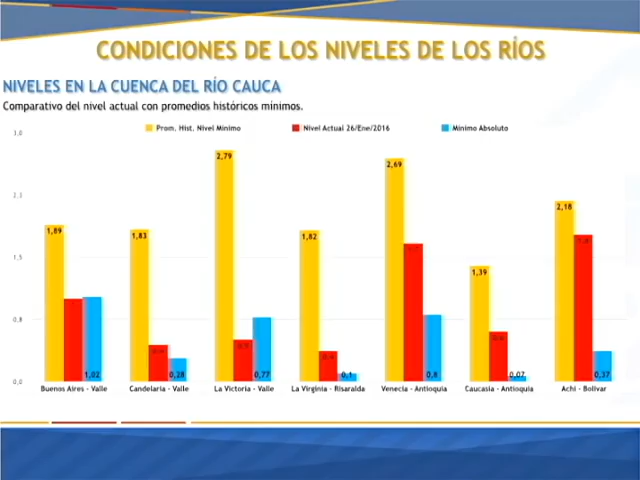 CONDICIONES DE LOS NIVELES DE LOS RÍOS
NIVELES EN LA CUENCA DEL RÍO CAUCA
Comparativo del nivel actual con promedios históricos mínimos.
Prom. Hist. Nivel Mínimo Nivel Actual 26/Ene/2016 Mínimo Absoluto
3,0
2,3
1,5
0,8
0,0
1,89 1,02
1,83 0,28
2,79 0,77
1,82 0,1
2,69 0,8
1,39 0,07
2,18 0,37
Buenos Aires - Valle Candelaria - Valle La Victoria - Valle La Virginia - Risaralda Venecia - Antioquia Caucasia - Antioquia Achí - Bolívar